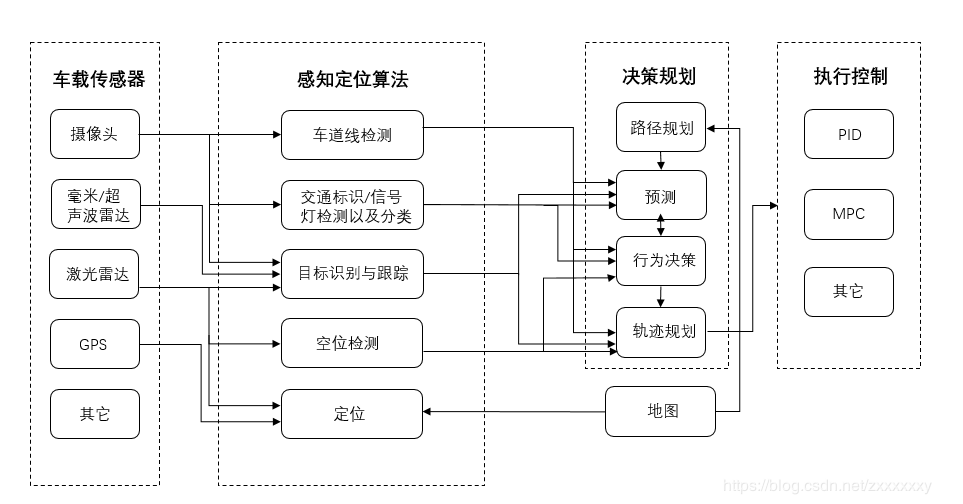 车载传感器
摄像头
毫米/超
声波雷达
激光雷达
GPS
其它
感知定位算法
车道线检测
交通标识/信号
灯检测以及分类
目标识别与跟踪
空位检测
定位
决策规划
路径规划
预测
行为决策
轨迹规划
地图
执行控制
PID
MPC
其它
https://blog.csdn.net/zxxxxxxy